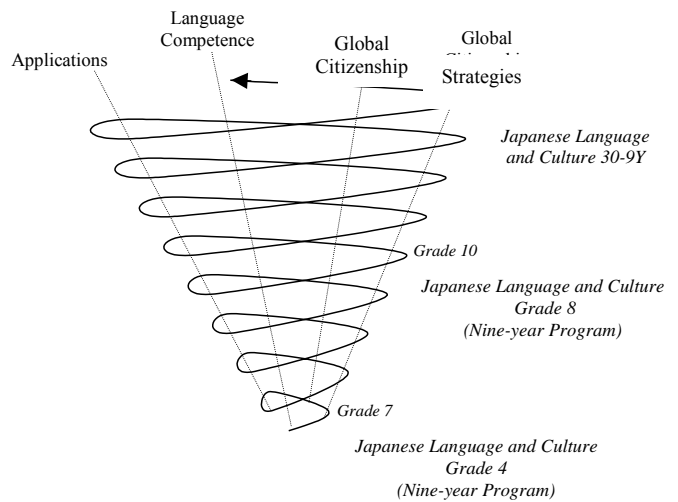 Language
Competence
Applications
Global
Citizenship
Global
Strategies
Japanese Language
and Culture 30-9Y
Grade 10
Japanese Language and Culture
Grade 8
(Nine-year Program)
Grade 7
Japanese Language and Culture
Grade 4
(Nine-year Program)